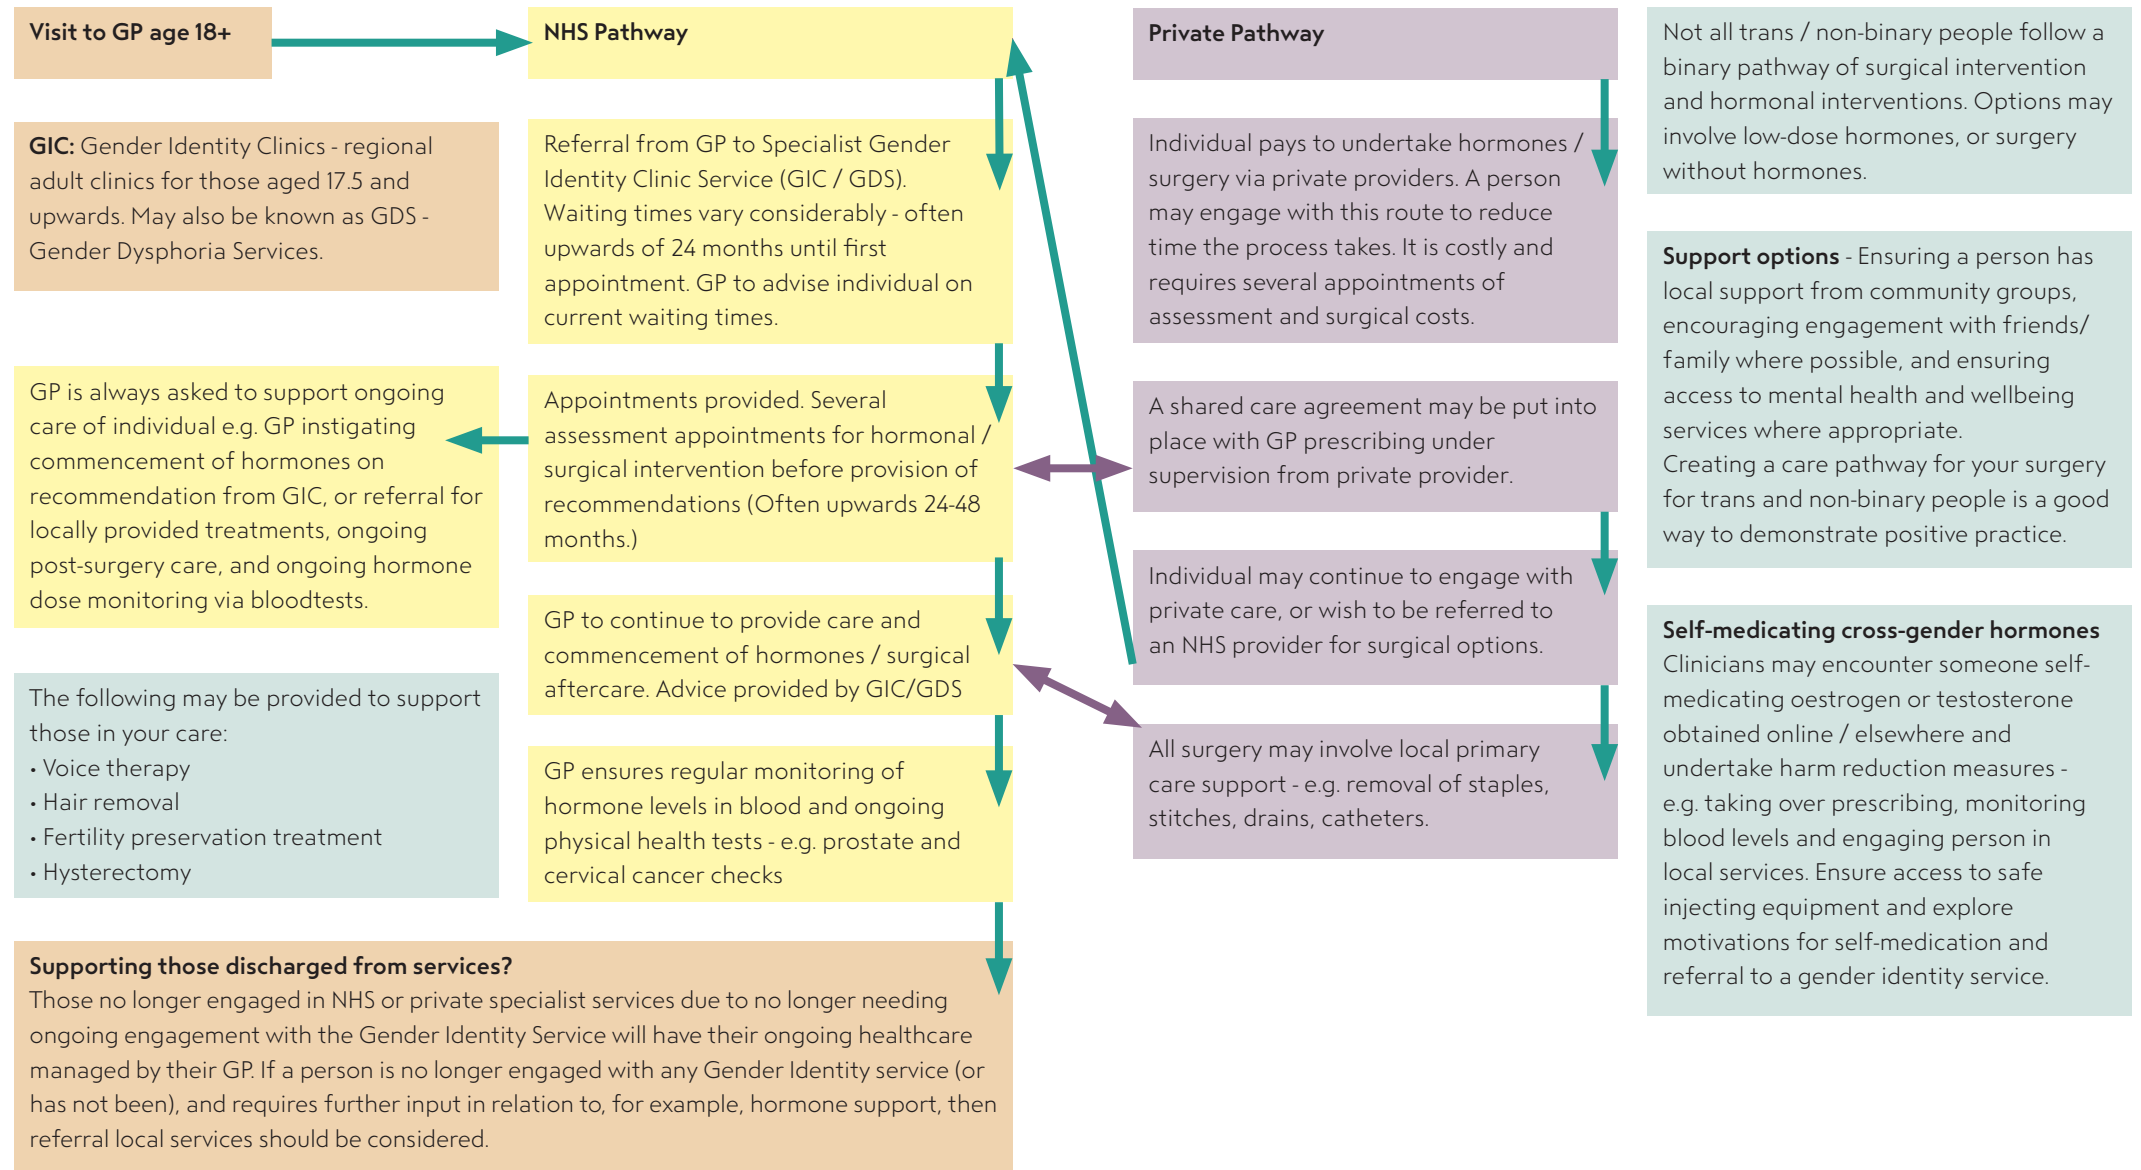 Visit to GP age 18+
GIC: Gender Identity Clinics - regional
adult clinics for those aged 17.5 and
upwards. May also be known as GDS -
Gender Dysphoria Services.
GP is always asked to support ongoing
care of individual e.g. GP instigating
commencement of hormones on
recommendation from GIC, or referral for
locally provided treatments, ongoing
post-surgery care, and ongoing hormone
dose monitoring via bloodtests.
The following may be provided to support
those in your care:
• Voice therapy
• Hair removal
• Fertility preservation treatment
• Hysterectomy
NHS Pathway
Referral from GP to Specialist Gender
Identity Clinic Service (GIC / GDS).
Waiting times vary considerably - often
upwards of 24 months until first
appointment. GP to advise individual on
current waiting times.
Appointments provided. Several
assessment appointments for hormonal /
surgical intervention before provision of
recommendations (Often upwards 24-48
months.)
GP to continue to provide care and
commencement of hormones / surgical
aftercare. Advice provided by GIC/GDS
GP ensures regular monitoring of
hormone levels in blood and ongoing
physical health tests - e.g. prostate and
cervical cancer checks
Supporting those discharged from services?
Those no longer engaged in NHS or private specialist services due to no longer needing
ongoing engagement with the Gender Identity Service will have their ongoing healthcare
managed by their GP. If a person is no longer engaged with any Gender Identity service (or
has not been), and requires further input in relation to, for example, hormone support, then
referral local services should be considered.
Private Pathway
Individual pays to undertake hormones /
surgery via private providers. A person
may engage with this route to reduce
time the process takes. It is costly and
requires several appointments of
assessment and surgical costs.
A shared care agreement may be put into
place with GP prescribing under
supervision from private provider.
Individual may continue to engage with
private care, or wish to be referred to
an NHS provider for surgical options.
All surgery may involve local primary
care support - e.g. removal of staples,
stitches, drains, catheters.
Not all trans / non-binary people follow a
binary pathway of surgical intervention
and hormonal interventions. Options may
involve low-dose hormones, or surgery
without hormones.
Support options - Ensuring a person has
local support from community groups,
encouraging engagement with friends/
family where possible, and ensuring
access to mental health and wellbeing
services where appropriate.
Creating a care pathway for your surgery
for trans and non-binary people is a good
way to demonstrate positive practice.
Self-medicating cross-gender hormones
Clinicians may encounter someone self-
medicating oestrogen or testosterone
obtained online / elsewhere and
undertake harm reduction measures -
e.g. taking over prescribing, monitoring
blood levels and engaging person in
local services. Ensure access to safe
injecting equipment and explore
motivations for self-medication and
referral to a gender identity service.